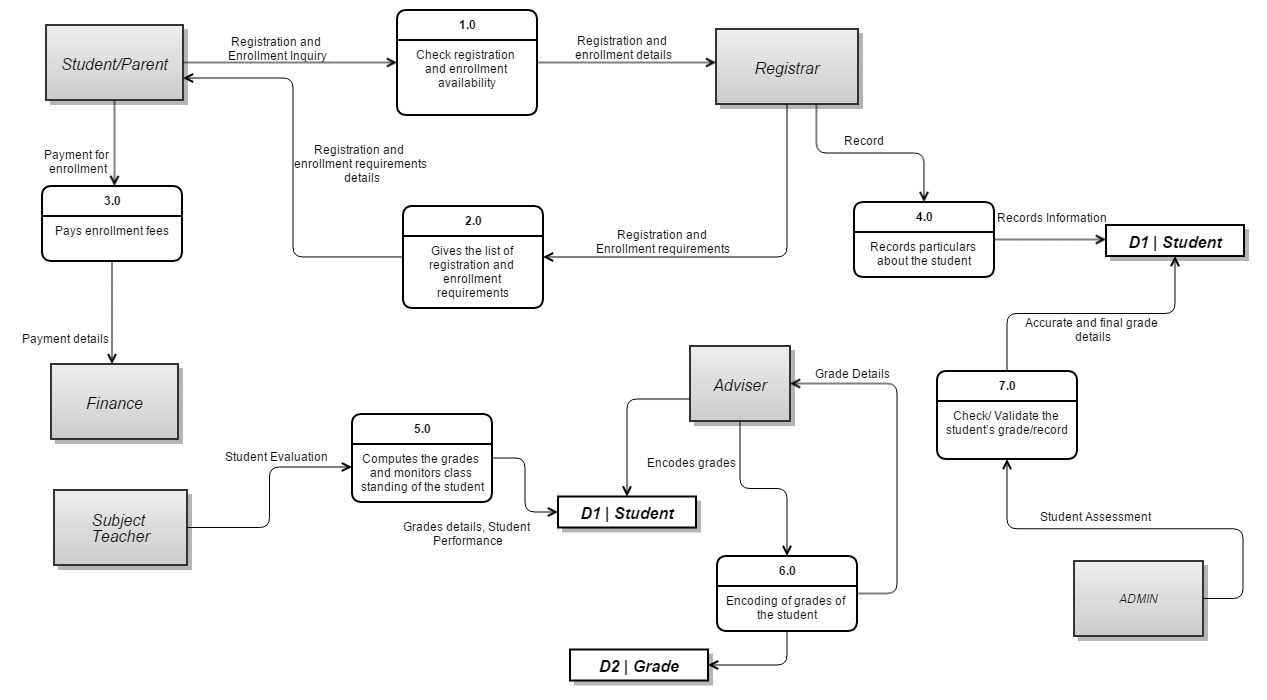 Student/Parent
Registration and
Enrollment Inquiry
1.0
Check registration
and enrollment
availability
Registration and
enrollment details
Registrar
Payment for
enrollment
Registration and
enrollment requirements
details
Record
3.0
Pays enrollment fees
2.0
Gives the list of
registration and
enrollment
requirements
Registration and
Enrollment requirements
4.0
Records particulars
about the student
Records Information
D1 | Student
Payment details
Finance
Accurate and final grade
details
Adviser
Grade Details
7.0
Check/ Validate the
student's grade/record
Student Evaluation
5.0
Computes the grades
and monitors class
standing of the student
Encodes grades
Subject
Teacher
Grades details, Student
Performance
D1 | Student
Student Assessment
6.0
Encoding of grades of
the student
ADMIN
D2 | Grade